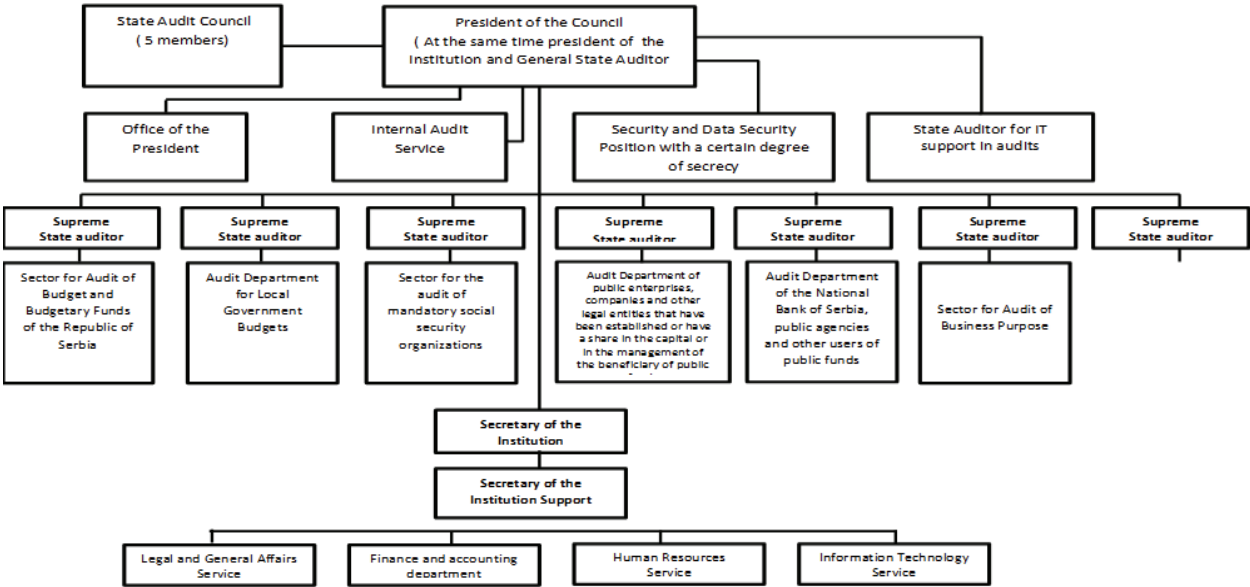 State Audit Council
( 5 members)
President of the Council
( At the same time president of the
Institution and General State Auditor
Office of the
President
Internal Audit
Service
Security and Data Security
Position with a certain degree
of secrecy
State Auditor for IT
support in audits
Supreme
State auditor
Supreme
State auditor
Supreme
State auditor
Supreme
State auditor
Supreme
State auditor
Supreme
State auditor
Supreme
State auditor
Sector for Audit of
Budget and
Budgetary Funds
of the Republic of
Serbia
Audit Department
for Local
Government
Budgets
Sector for the
audit of
mandatory social
security
organizations
Audit Department of
public enterprises,
companies and other
legal entities that have
been established or have
a share in the capital or
in the management of
the beneficiary of public
Audit Department
of the National
Bank of Serbia,
public agencies
and other users of
public funds
Sector for Audit of
Business Purpose
Secretary of the
Institution
Secretary of the
Institution Support
Legal and General Affairs
Service
Finance and accounting
department
Human Resources
Service
Information Technology
Service